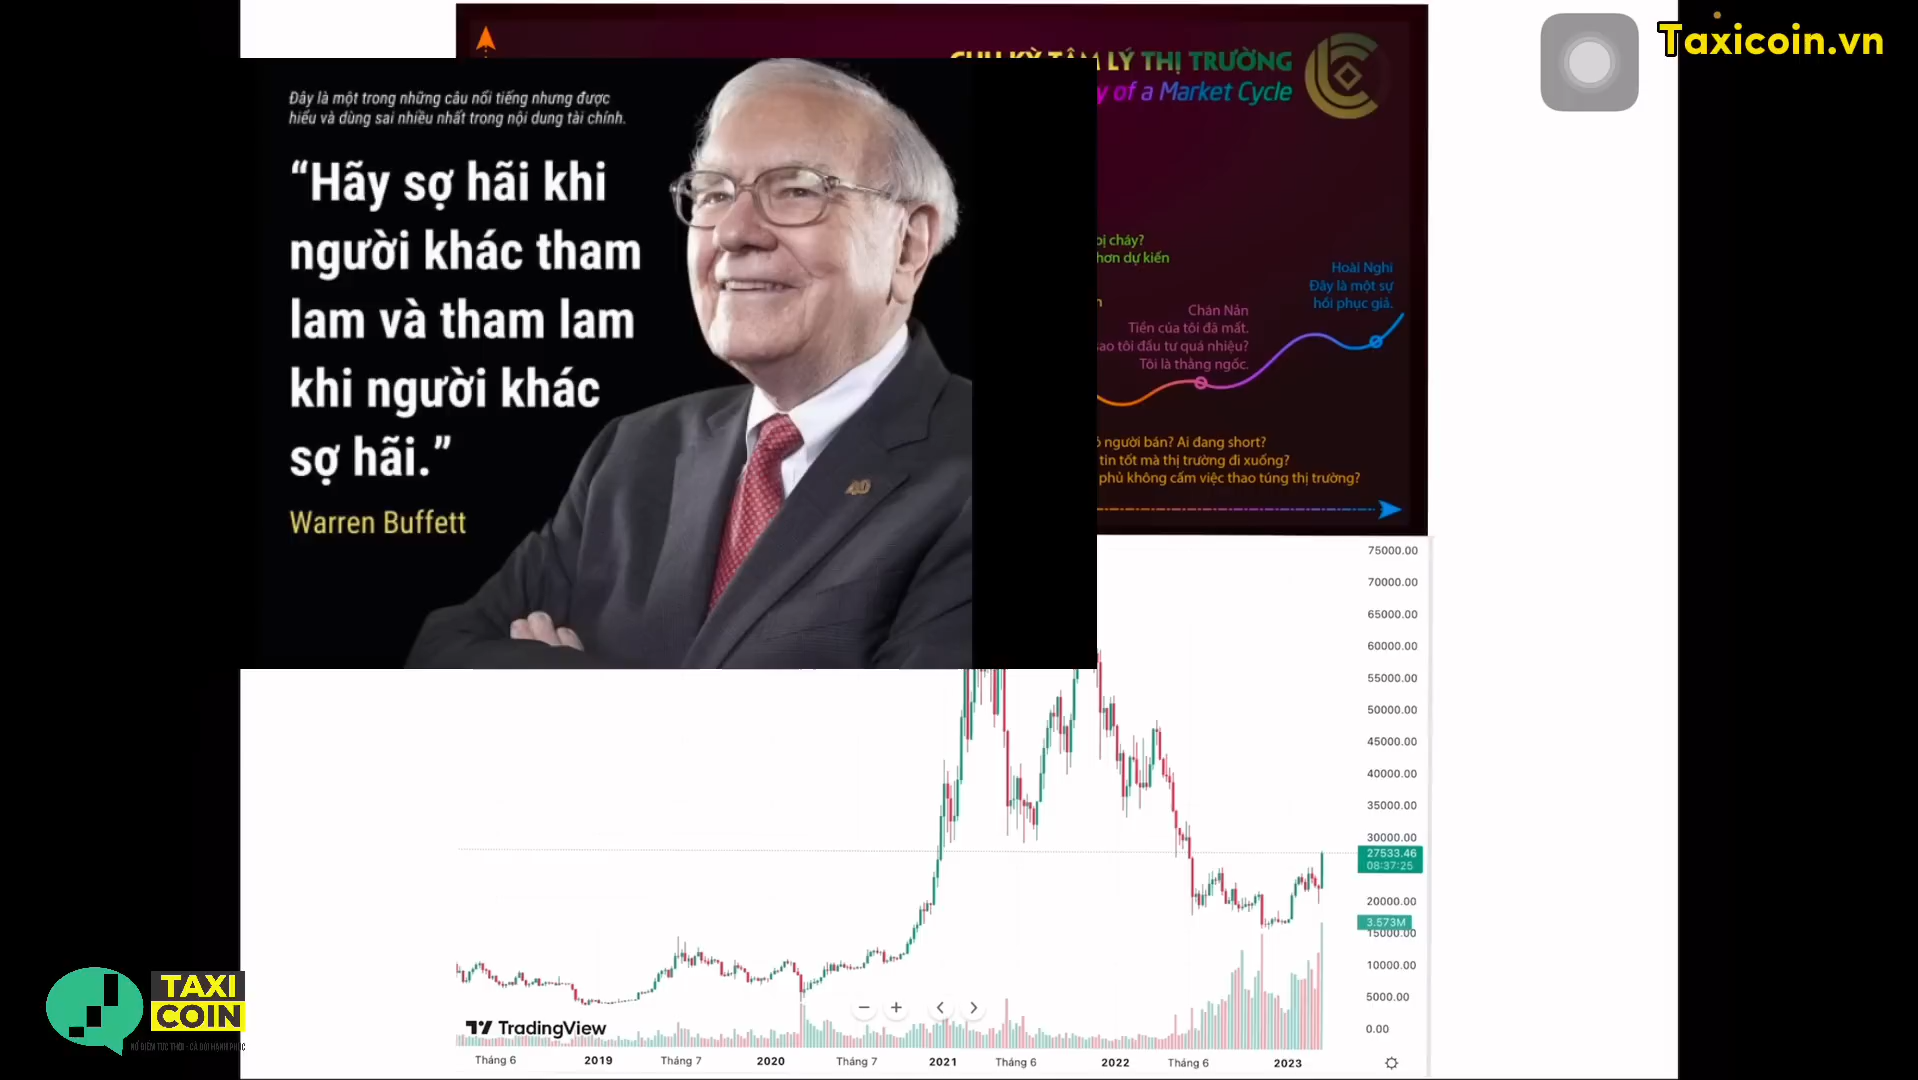 Taxicoin.vn
LÝ THỊ TRƯỜNG
y of a Market Cycle
Đây là một trong những câu nổi tiếng nhưng được
hiểu và dùng sai nhiều nhất trong nội dung tài chính.
“Hãy sợ hãi khi
người khác tham
lam và tham lam
khi người khác
sợ hãi.”
Warren Buffett
bị cháy?
hơn dự kiến
Hoài Nghi
Đây là một sự
hồi phục giả.
Chán Nản
Tiền của tôi đã mất.
sao tôi đầu tư quá nhiệu?
Tôi là thằng ngốc.
người bán? Ai đang short?
tin tốt mà thị trường đi xuống?
phủ không cấm việc thao túng thị trường?
75000.00
70000.00
65000.00
60000.00
55000.00
50000.00
45000.00
40000.00
35000.00
30000.00
27533.46
08:37:25
20000.00
3.573M
15000.00
10000.00
5000.00
0.00
TradingView
Tháng 6
2019
Tháng 7
2020
Tháng 7
2021
Tháng 6
2022
Tháng 6
2023
TAXI
COIN